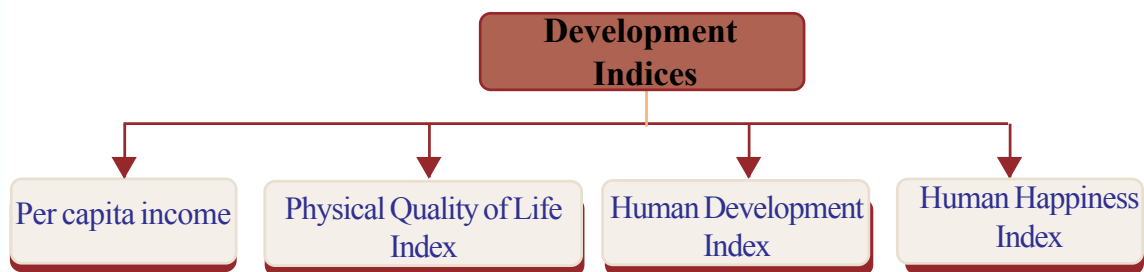 Development
Indices
Per capita income
Physical Quality of Life
Index
Human Development
Index
Human Happiness
Index